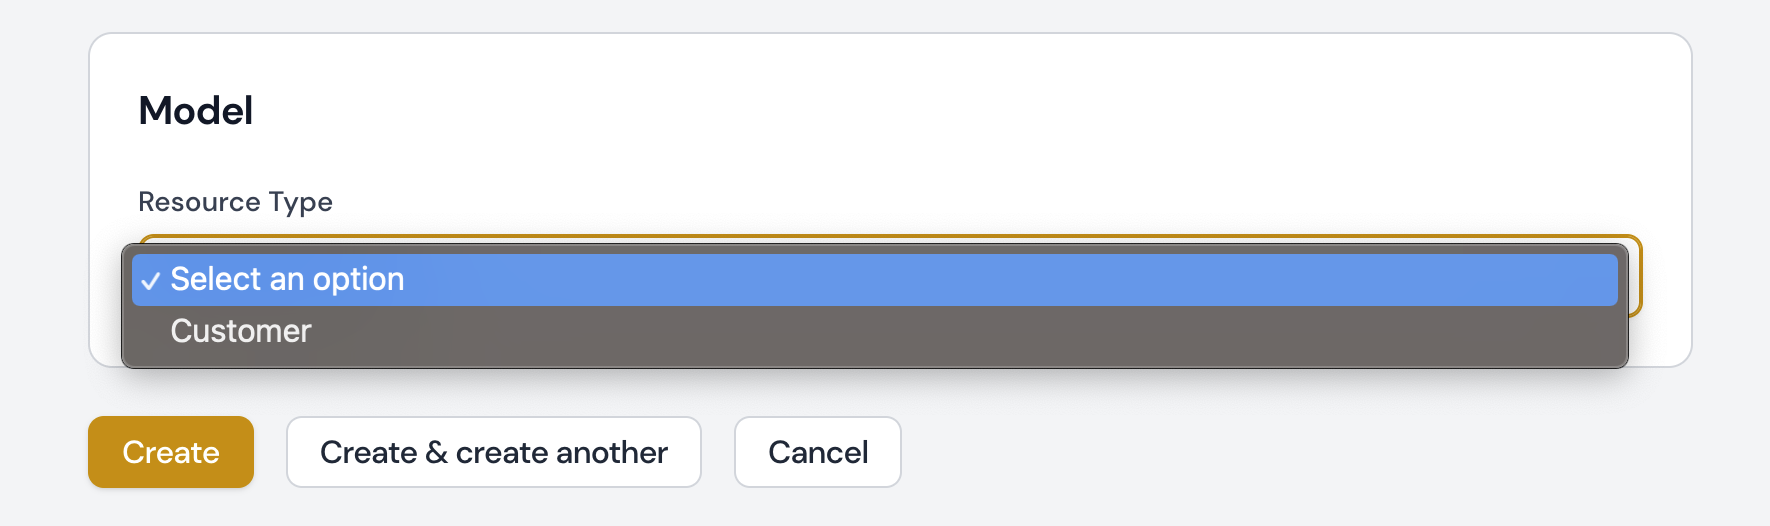 Model
Resource Type
Select an option
Customer
Create
Create & create another
Cancel